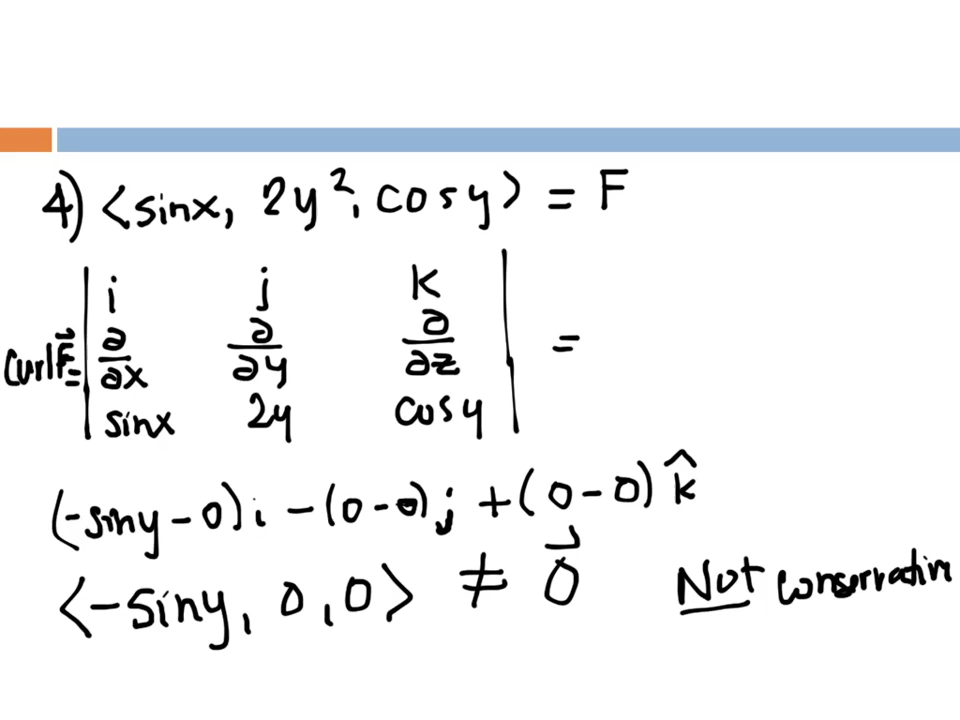 4) <sinx, 2y², cosy> = F
i j k
curl F⃗ = | ∂/∂x ∂/∂y ∂/∂z | =
sinx 2y cosy
(-siny - 0)i - (0 - 0)j + (0 - 0) k̂
<-siny, 0, 0> ≠ 0⃗ Not conservative